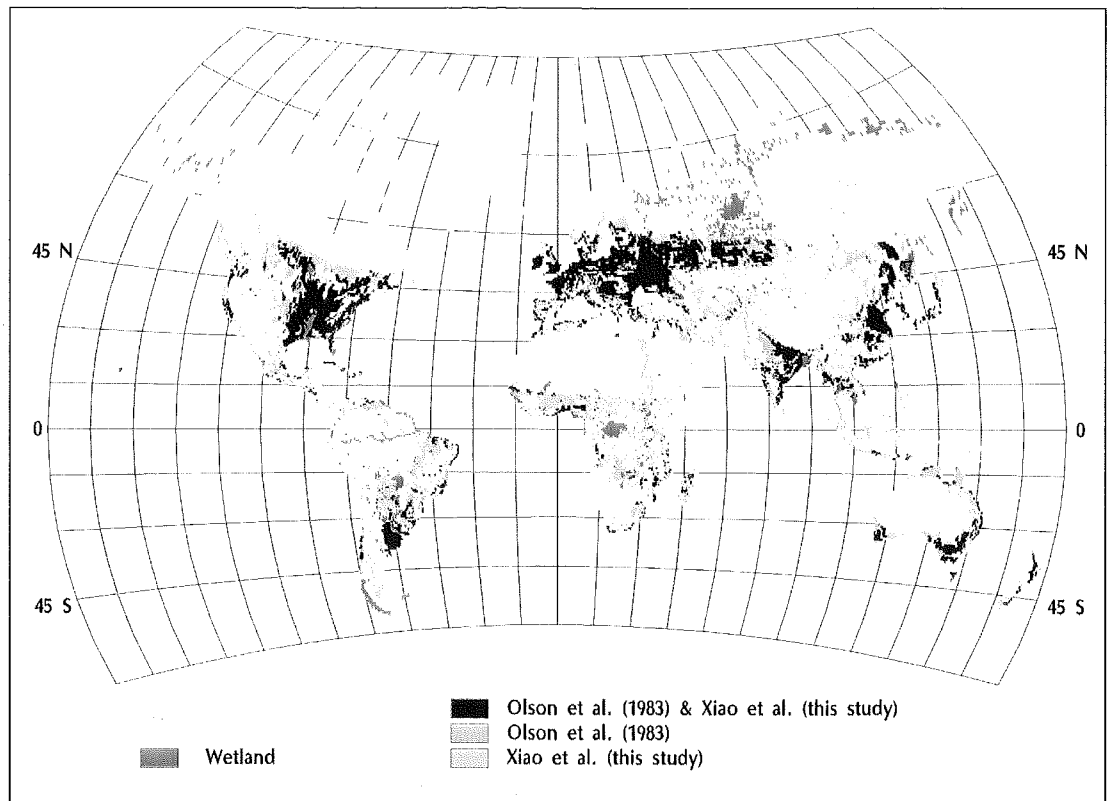 45 N
45 N
0
0
45 S
45 S
Olson et al. (1983) & Xiao et al. (this study)
Olson et al. (1983)
Wetland
Xiao et al. (this study)